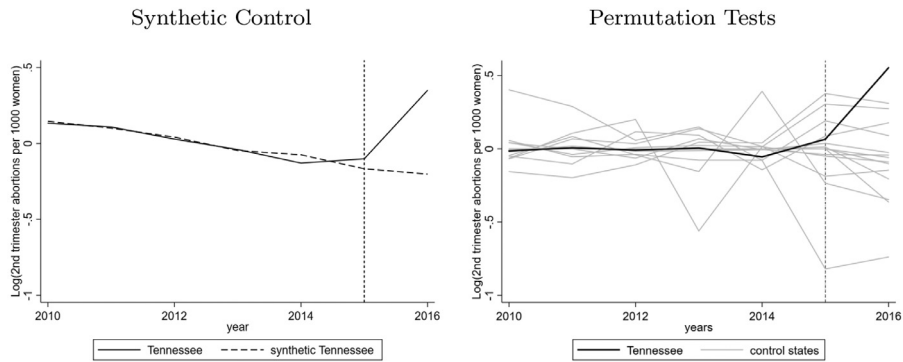 Synthetic Control
Log(2nd trimester abortions per 1000 women)
.5
0
-.5
-1
2010
2012
2014
2016
year
Tennessee
synthetic Tennessee
Permutation Tests
Log(2nd trimester abortions per 1000 women)
.5
0
-.5
-1
2010
2012
2014
2016
years
Tennessee
control states